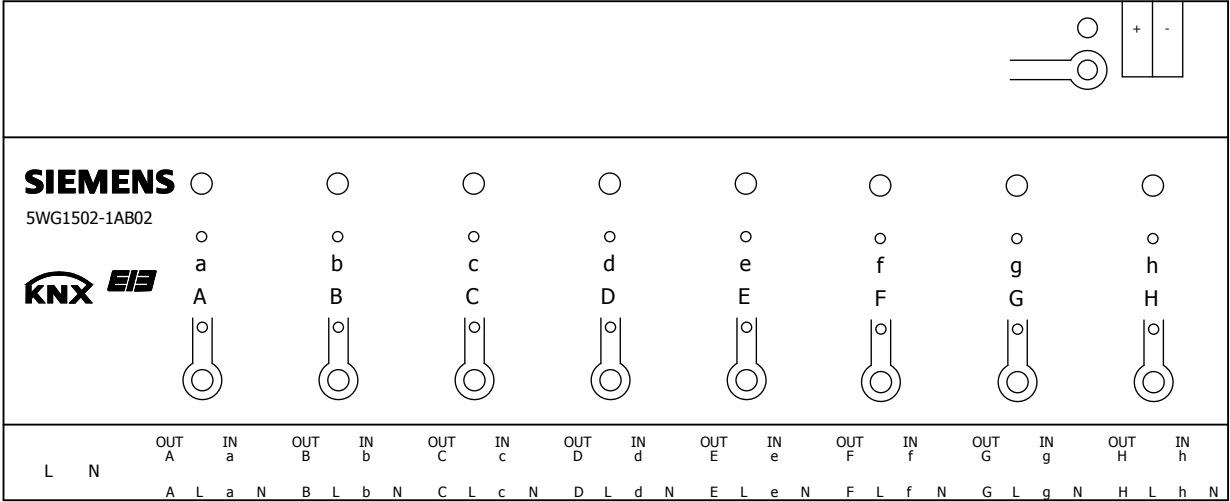 + -
SIEMENS
5WG1502-1AB02
KNX EIB
a b c d e f g h
A B C D E F G H
OUT IN OUT IN OUT IN OUT IN OUT IN OUT IN OUT IN OUT IN
A a B b C c D d E e F f G g H h
L N
A L a N B L b N C L c N D L d N E L e N F L f N G L g N H L h N